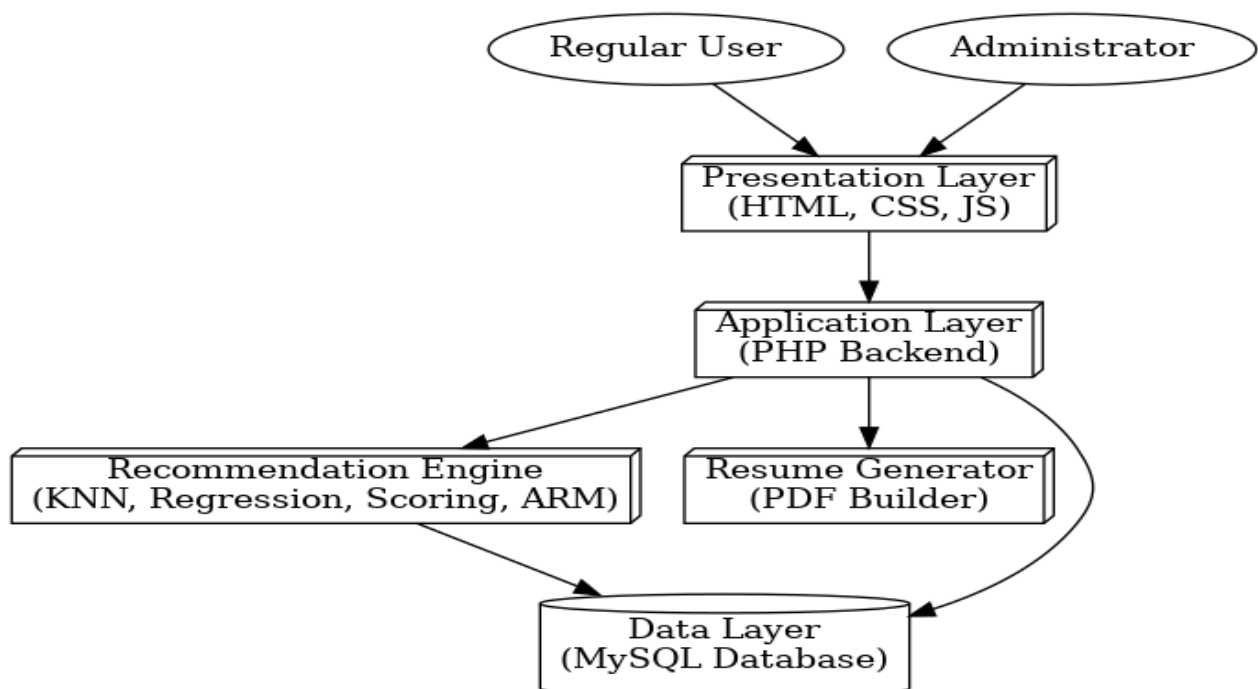 Regular User
Administrator
Presentation Layer
(HTML, CSS, JS)
Application Layer
(PHP Backend)
Recommendation Engine
(KNN, Regression, Scoring, ARM)
Resume Generator
(PDF Builder)
Data Layer
(MySQL Database)